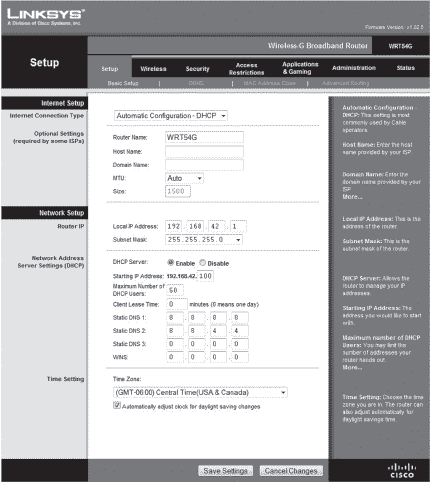 LINKSYS®
A Division of Cisco Systems, Inc.
Wireless-G Broadband Router
WRT54G
Setup
Setup
Wireless
Security
Access Restrictions
Applications & Gaming
Administration
Status
Basic Setup | DDNS | MAC Address Clone | Advanced Routing
Internet Setup
Internet Connection Type
Automatic Configuration - DHCP
Optional Settings
(required by some ISPs)
Router Name: WRT54G
Host Name:
Domain Name:
MTU: Auto
Size: 1500
Network Setup
Router IP
Local IP Address: 192 . 168 . 42 . 1
Subnet Mask: 255.255.255.0
Network Address
Server Settings (DHCP)
DHCP Server: Enable Disable
Starting IP Address: 192.168.42. 100
Maximum Number of
DHCP Users: 50
Client Lease Time: 0 minutes (0 means one day)
Static DNS 1: 8 . 8 . 8 . 8
Static DNS 2: 8 . 8 . 4 . 4
Static DNS 3: 0 . 0 . 0 . 0
WINS: 0 . 0 . 0 . 0
Time Setting
Time Zone:
(GMT-06:00) Central Time(USA & Canada)
Automatically adjust clock for daylight saving changes
Automatic Configuration -
DHCP: This setting is most
commonly used by Cable
operators.
Host Name: Enter the host
name provided by your ISP.
Domain Name: Enter the
domain name provided by your
ISP.
More...
Local IP Address: This is the
address of the router.
Subnet Mask: This is the
subnet mask of the router.
DHCP Server: Allows the
router to manage your IP
addresses.
Starting IP Address: The
address you would like to start
with.
Maximum number of DHCP
Users: You may limit the
number of addresses your
router hands out.
More...
Time Setting: Choose the time
zone you are in. The router can
also adjust automatically for
daylight savings time.
Save Settings
Cancel Changes
CISCO